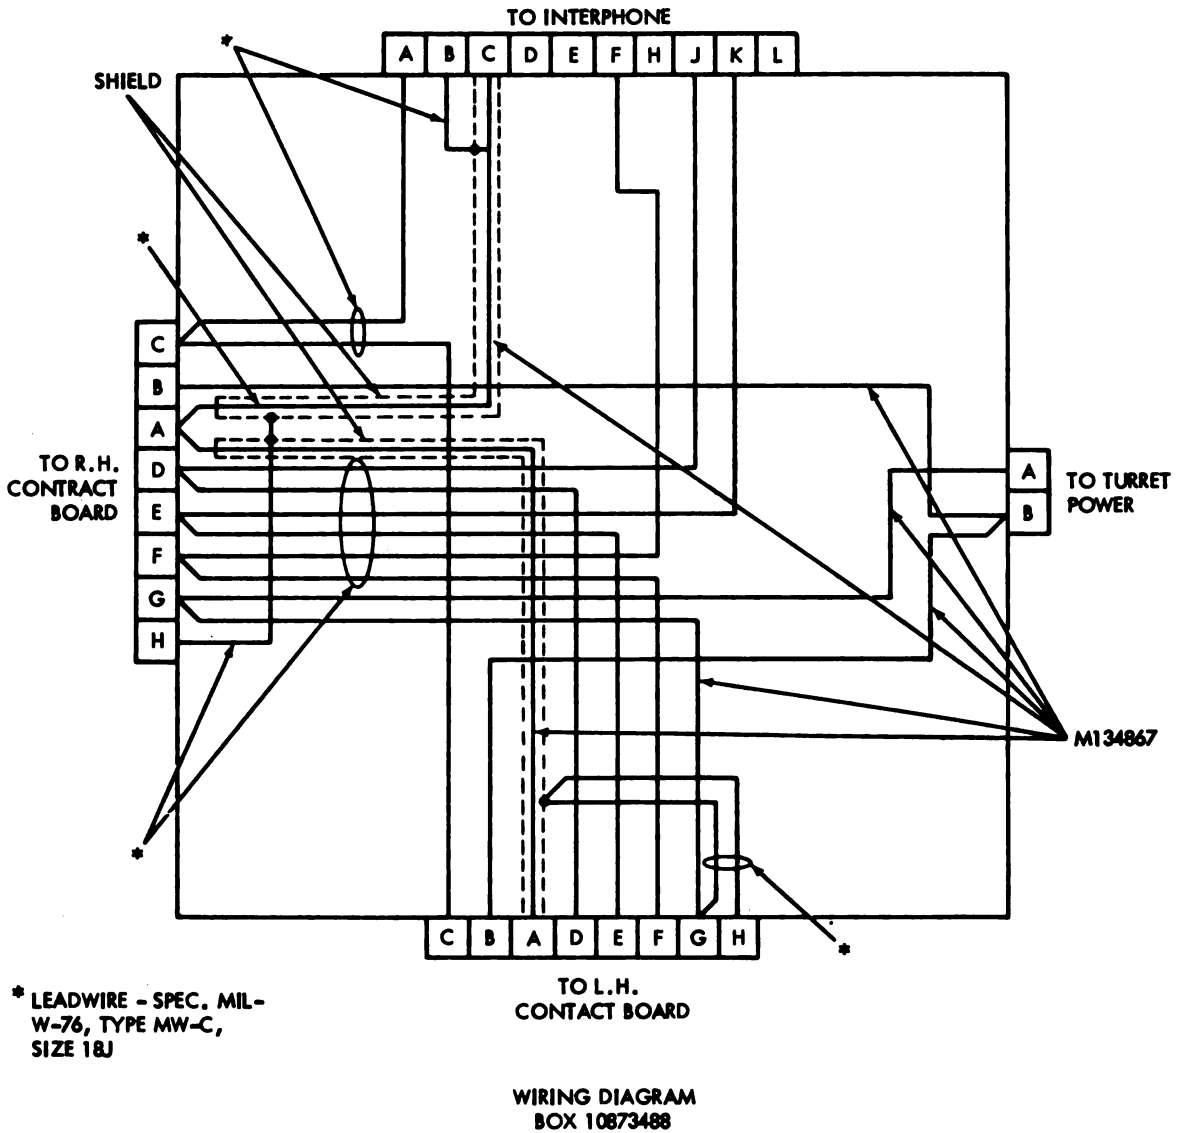 TO INTERPHONE
A B C D E F H J K L
*
SHIELD
*
C
B
A
D
E
F
G
H
TO R.H.
CONTRACT
BOARD
A
B
TO TURRET
POWER
M134867
*
*
C B A D E F G H
TO L.H.
CONTACT BOARD
* LEADWIRE - SPEC. MIL-
W-76, TYPE MW-C,
SIZE 18J
WIRING DIAGRAM
BOX 10873488